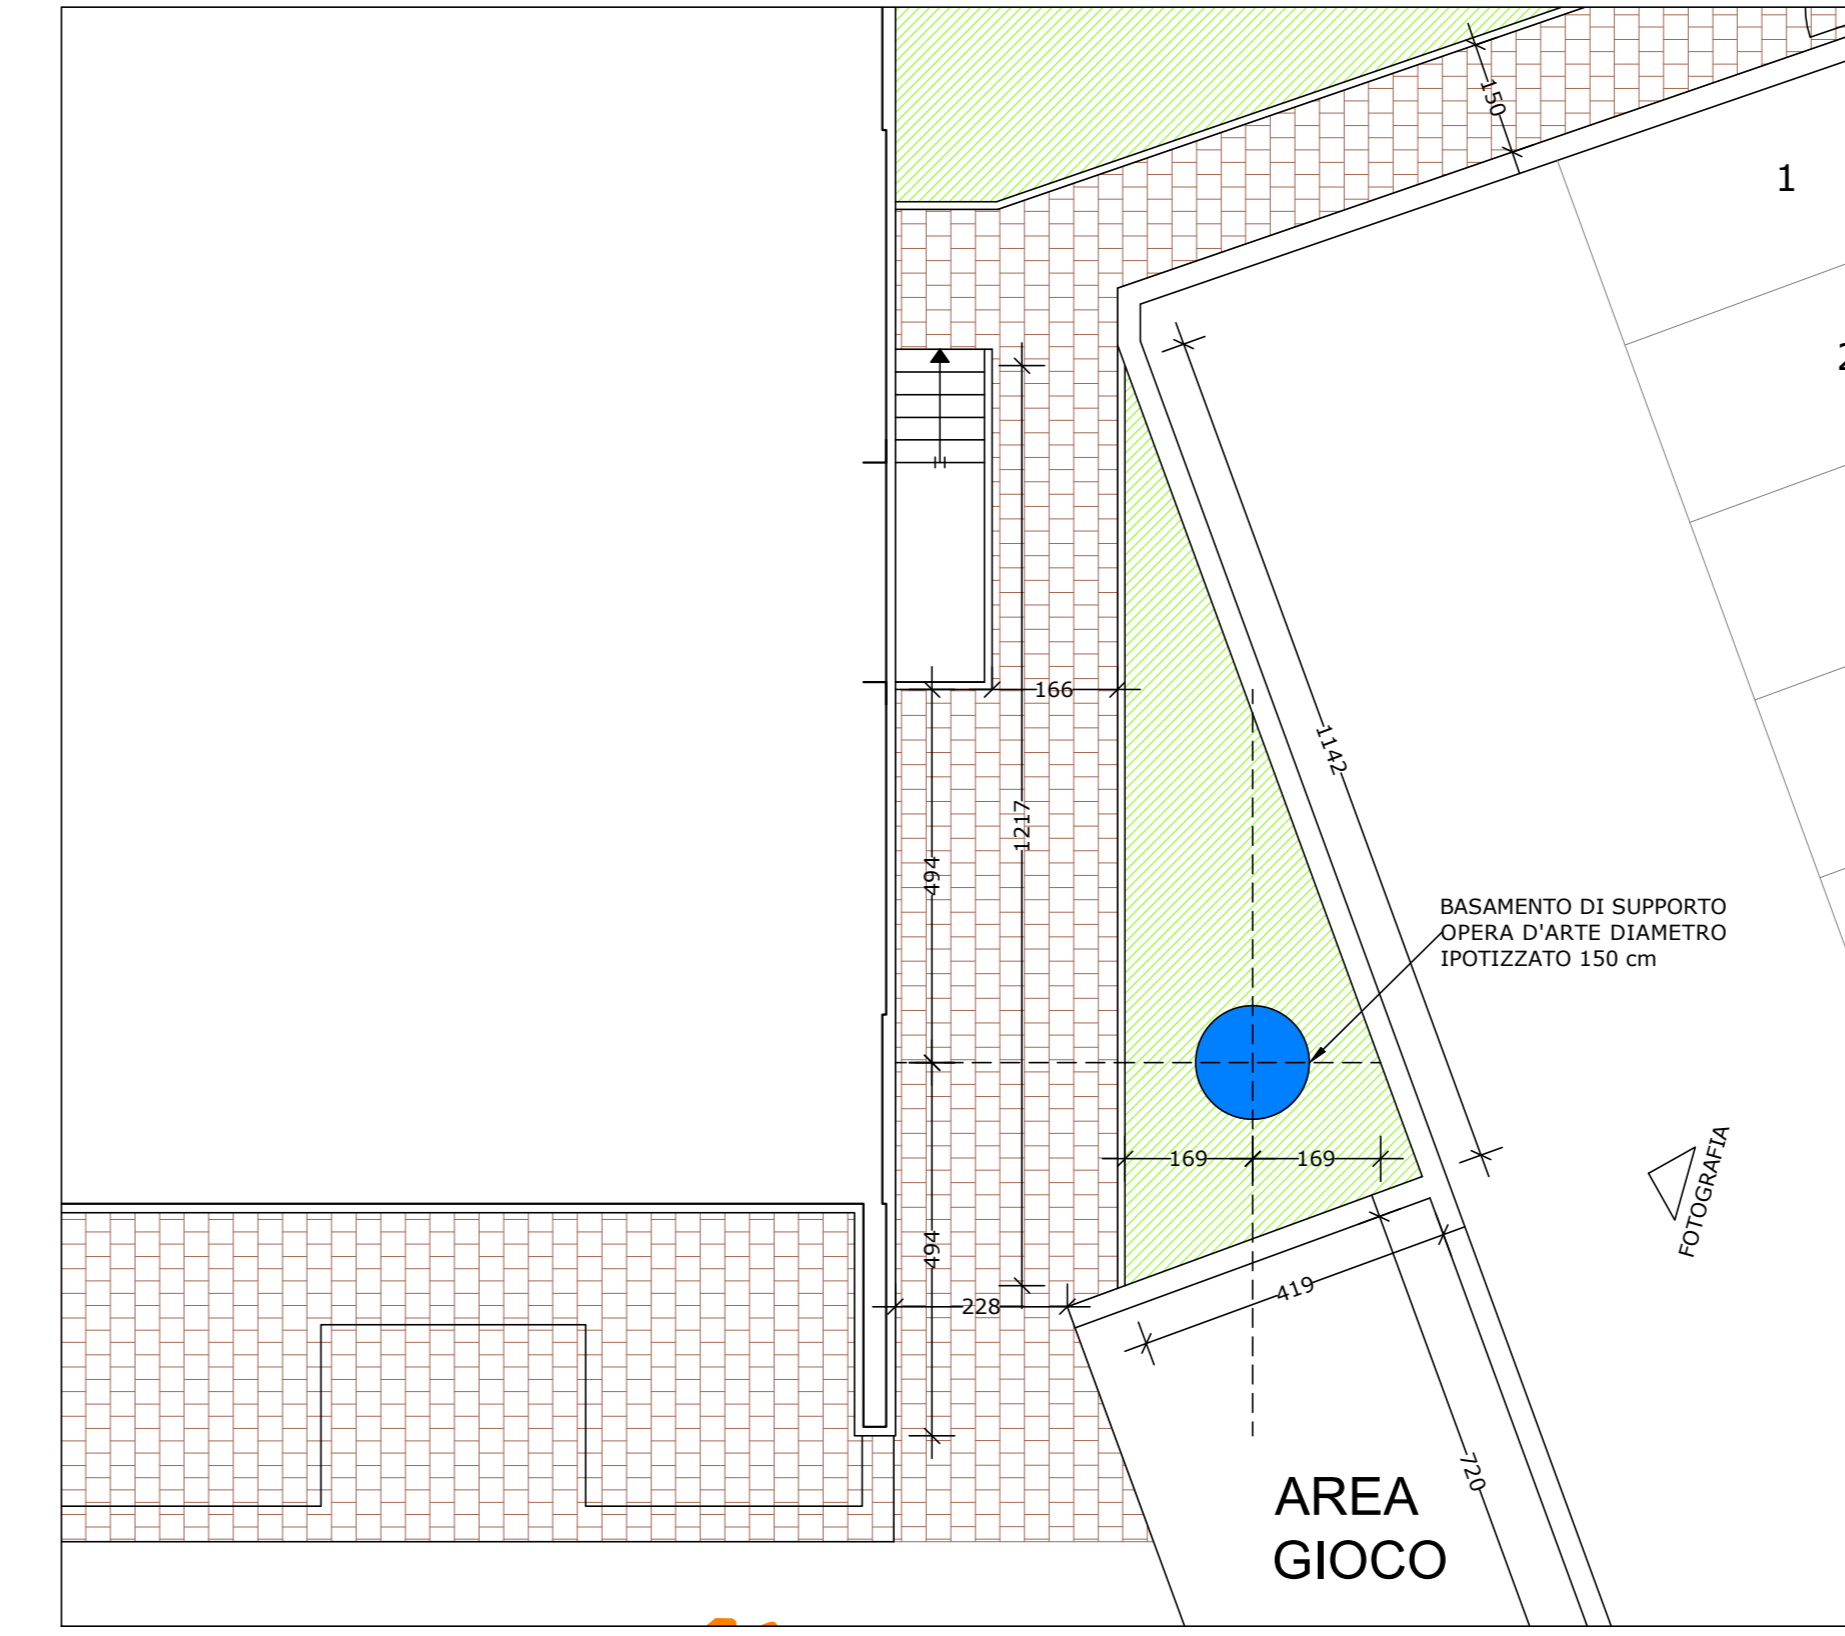 150
1
166
1142
1217
494
BASAMENTO DI SUPPORTO
OPERA D'ARTE DIAMETRO
IPOTIZZATO 150 cm
169
169
FOTOGRAFIA
494
419
228
720
AREA
GIOCO